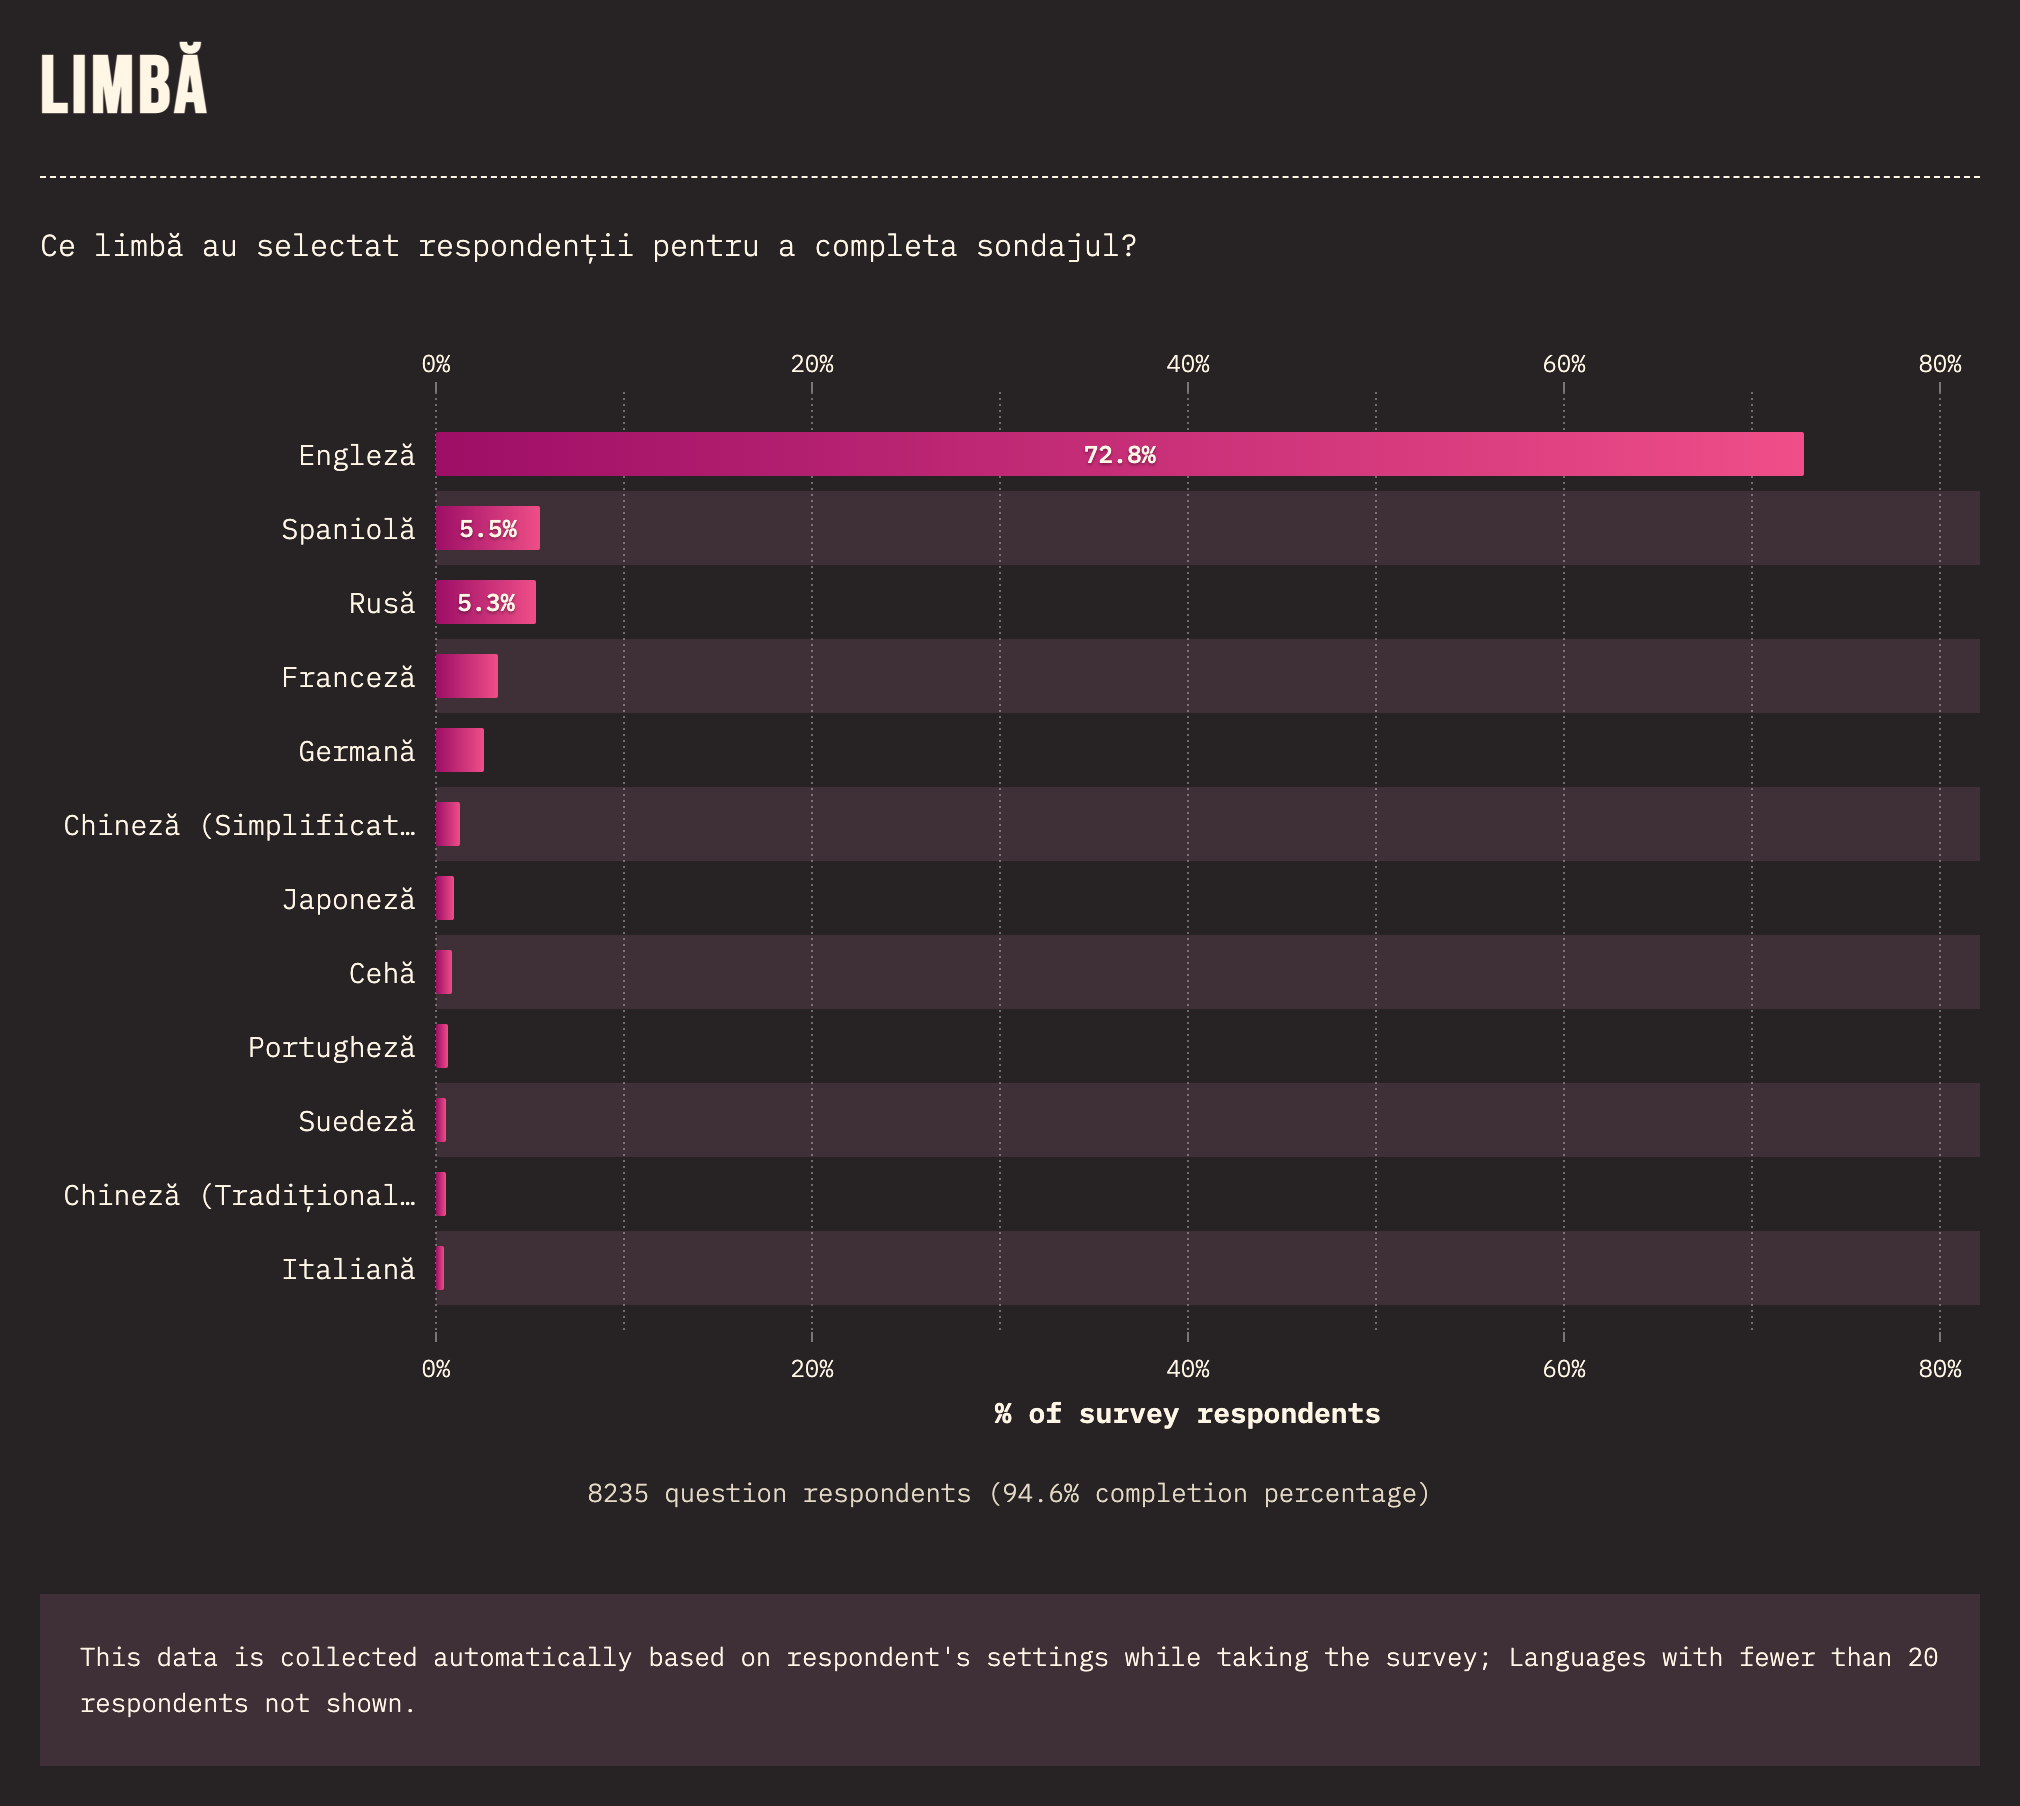 LIMBĂ
Ce limbă au selectat respondenții pentru a completa sondajul?
0% 20% 40% 60% 80%
Engleză 72.8%
Spaniolă 5.5%
Rusă 5.3%
Franceză
Germană
Chineză (Simplificat…
Japoneză
Cehă
Portugheză
Suedeză
Chineză (Tradițional…
Italiană
0% 20% 40% 60% 80%
% of survey respondents
8235 question respondents (94.6% completion percentage)
This data is collected automatically based on respondent's settings while taking the survey; Languages with fewer than 20
respondents not shown.